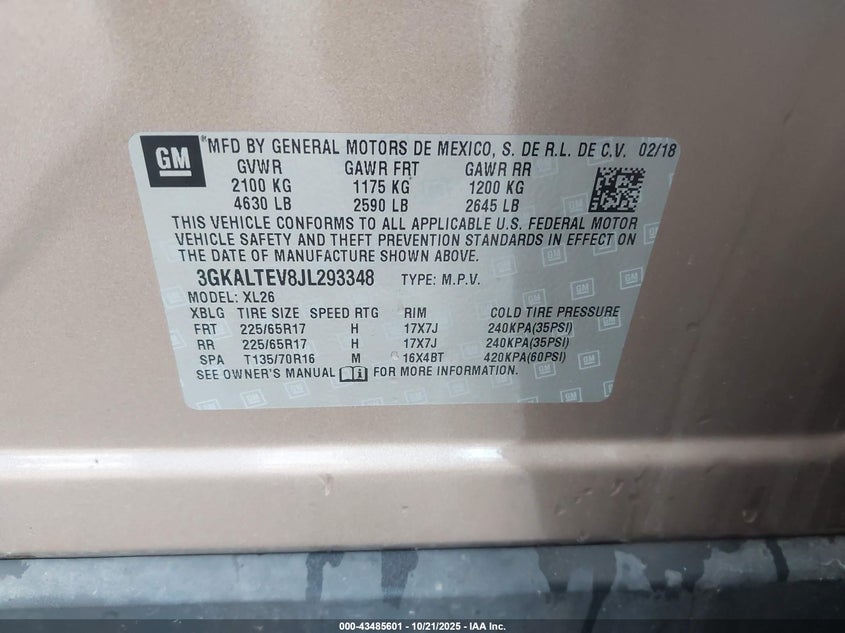 GM
MFD BY GENERAL MOTORS DE MEXICO, S. DE R.L. DE C.V. 02/18
GVWR GAWR FRT GAWR RR
2100 KG 1175 KG 1200 KG
4630 LB 2590 LB 2645 LB
THIS VEHICLE CONFORMS TO ALL APPLICABLE U.S. FEDERAL MOTOR
VEHICLE SAFETY AND THEFT PREVENTION STANDARDS IN EFFECT ON
THE DATE OF MANUFACTURE SHOWN ABOVE.
3GKALTEV8JL293348 TYPE: M.P.V.
MODEL: XL26
XBLG TIRE SIZE SPEED RTG RIM COLD TIRE PRESSURE
FRT 225/65R17 H 17X7J 240KPA(35PSI)
RR 225/65R17 H 17X7J 240KPA(35PSI)
SPA T135/70R16 M 16X4BT 420KPA(60PSI)
SEE OWNER'S MANUAL FOR MORE INFORMATION.
000-43485601 - 10/21/2025 - IAA Inc.